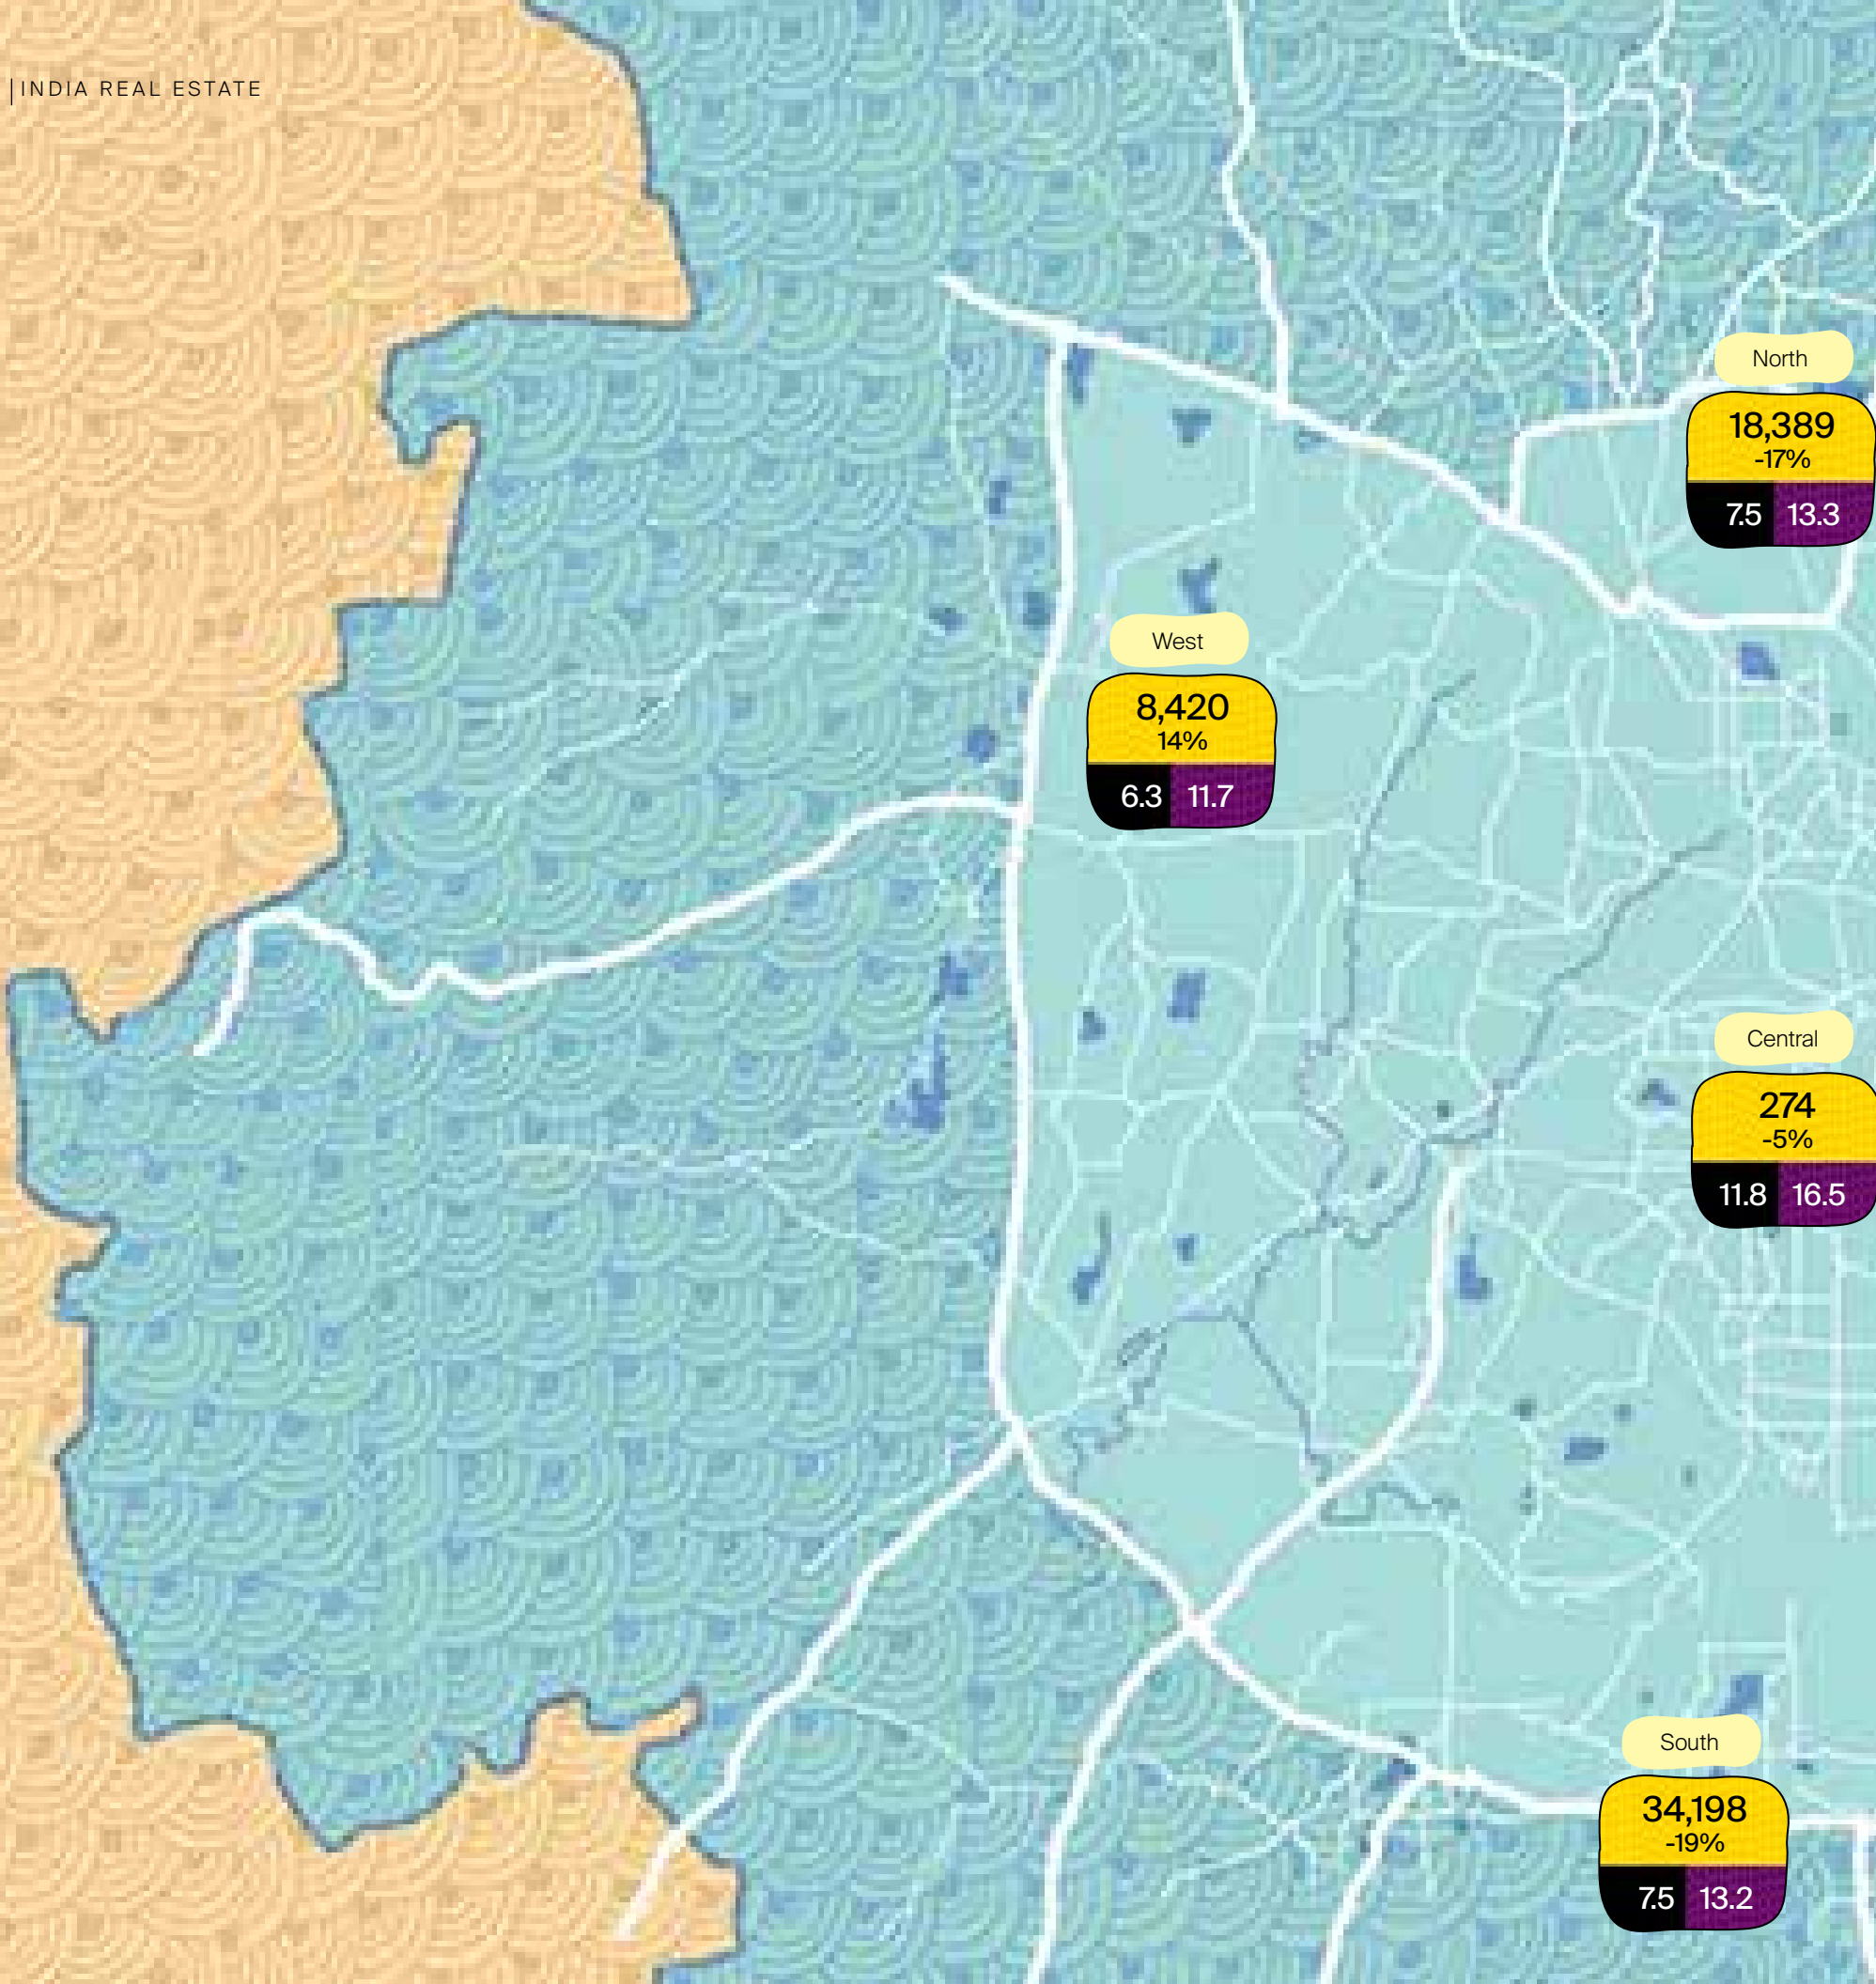 INDIA REAL ESTATE
North
18,389
-17%
7.5 13.3
West
8,420
14%
6.3 11.7
Central
274
-5%
11.8 16.5
South
34,198
-19%
7.5 13.2